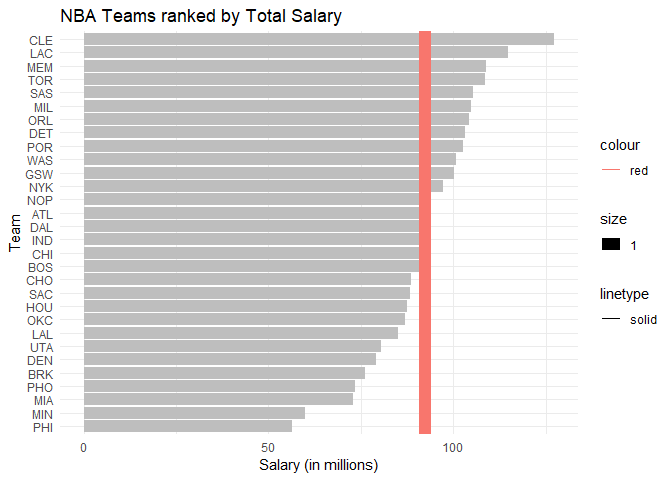 NBA Teams ranked by Total Salary
CLE
LAC
MEM
TOR
SAS
MIL
ORL
DET
POR
WAS
GSW
NYK
NOP
ATL
DAL
IND
CHI
BOS
CHO
SAC
HOU
OKC
LAL
UTA
DEN
BRK
PHO
MIA
MIN
PHI
Team
0 50 100
Salary (in millions)
colour
red
size
1
linetype
solid